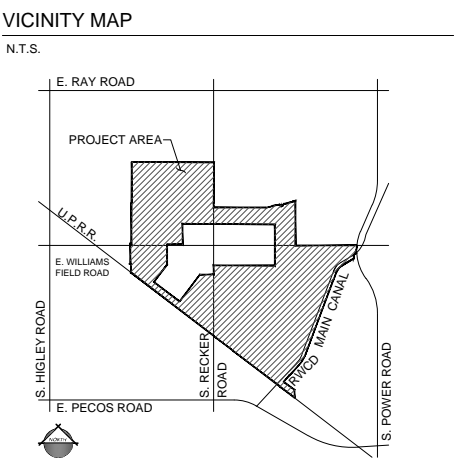 VICINITY MAP
N.T.S.
E. RAY ROAD
PROJECT AREA
U.P.R.R.
E. WILLIAMS
FIELD ROAD
S. HIGLEY ROAD
S. RECKER
ROAD
RWCD MAIN CANAL
S. POWER ROAD
E. PECOS ROAD
NORTH